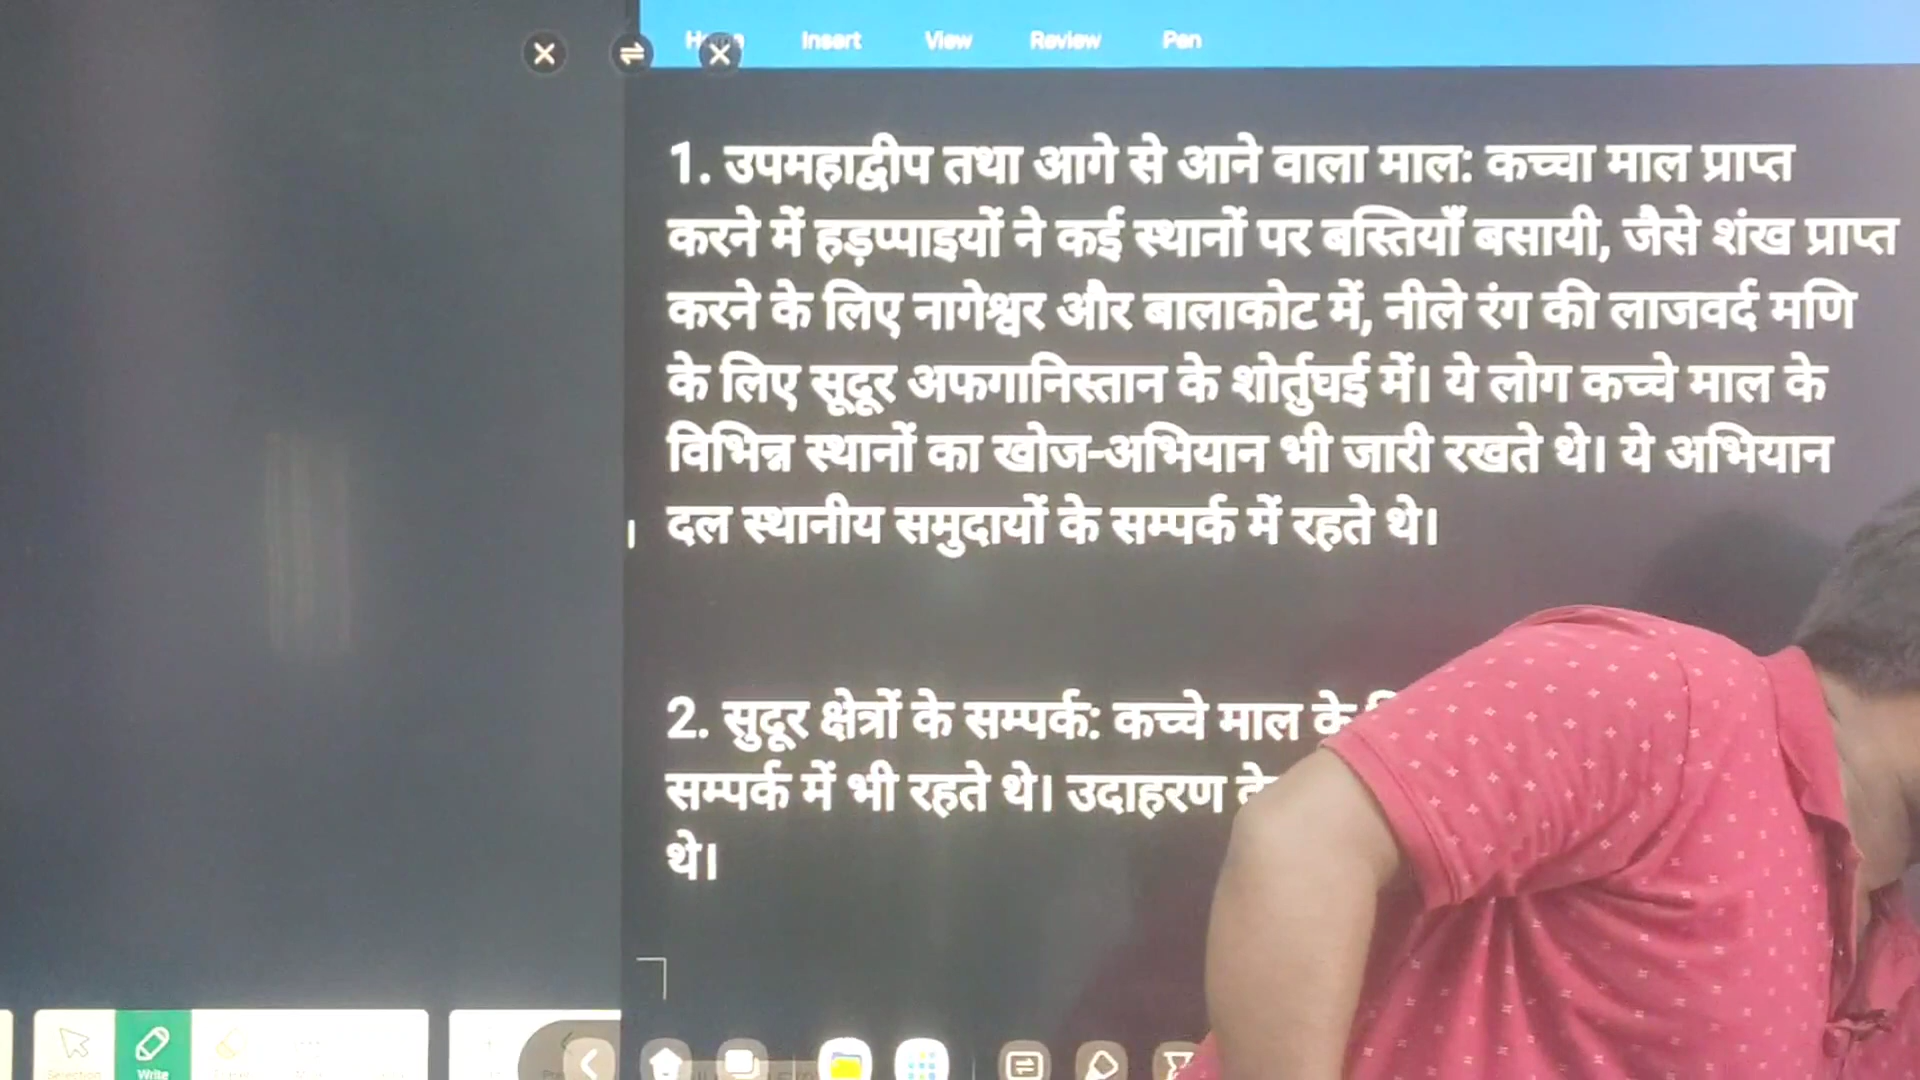 Insert View Review Pen
1. उपमहाद्वीप तथा आगे से आने वाला माल: कच्चा माल प्राप्त
करने में हड़प्पाइयों ने कई स्थानों पर बस्तियाँ बसायी, जैसे शंख प्राप्त
करने के लिए नागेश्वर और बालाकोट में, नीले रंग की लाजवर्द मणि
के लिए सूदूर अफगानिस्तान के शोर्तुघई में। ये लोग कच्चे माल के
विभिन्न स्थानों का खोज-अभियान भी जारी रखते थे। ये अभियान
दल स्थानीय समुदायों के सम्पर्क में रहते थे।
2. सुदूर क्षेत्रों के सम्पर्क: कच्चे माल के
सम्पर्क में भी रहते थे। उदाहरण
थे।
Selection Write